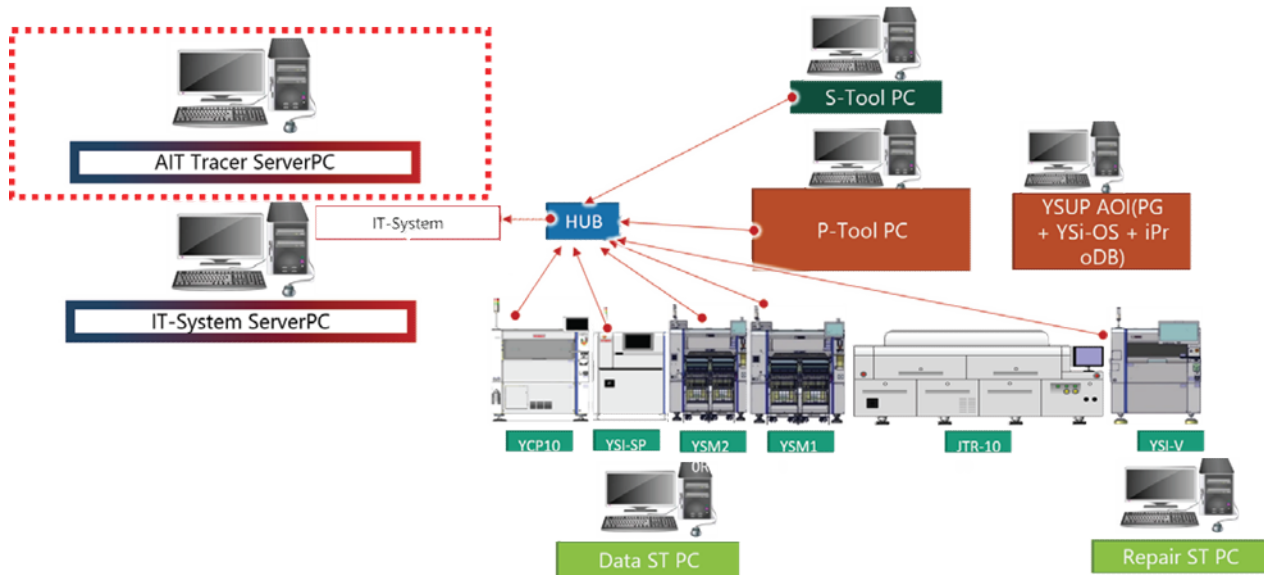 S-Tool PC
AIT Tracer ServerPC
IT-System
HUB
P-Tool PC
YSUP AOI(PG
+ YSi-OS + iPr
oDB)
IT-System ServerPC
YCP10
YSI-SP
YSM2
0R
YSM1
JTR-10
YSI-V
Data ST PC
Repair ST PC